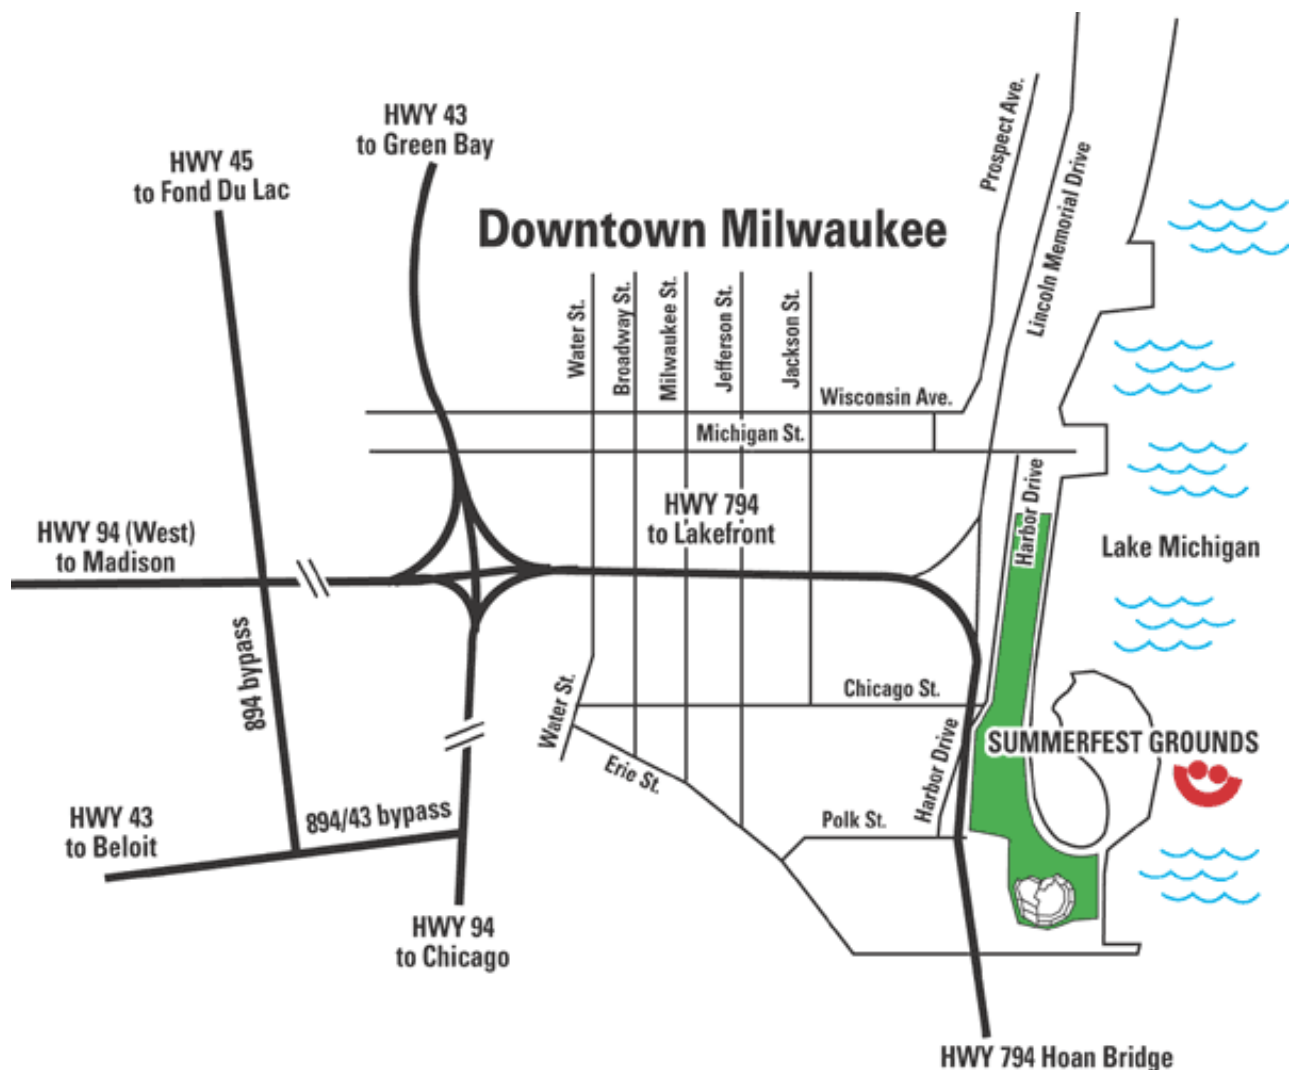 HWY 43
to Green Bay
HWY 45
to Fond Du Lac
Downtown Milwaukee
Prospect Ave.
Lincoln Memorial Drive
Water St.
Broadway St.
Milwaukee St.
Jefferson St.
Jackson St.
Wisconsin Ave.
Michigan St.
HWY 794
to Lakefront
Harbor Drive
HWY 94 (West)
to Madison
Lake Michigan
894 bypass
Water St.
Chicago St.
Erie St.
Harbor Drive
SUMMERFEST GROUNDS
HWY 43
to Beloit
894/43 bypass
Polk St.
HWY 94
to Chicago
HWY 794 Hoan Bridge